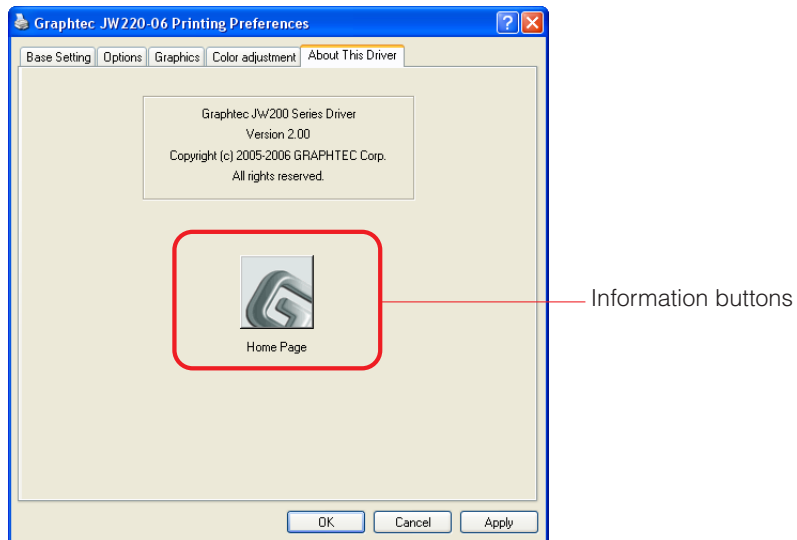 Graphtec JW220-06 Printing Preferences
?
Base Setting Options Graphics Color adjustment About This Driver
Graphtec JW200 Series Driver
Version 2.00
Copyright (c) 2005-2006 GRAPHTEC Corp.
All rights reserved.
Information buttons
Home Page
OK Cancel Apply